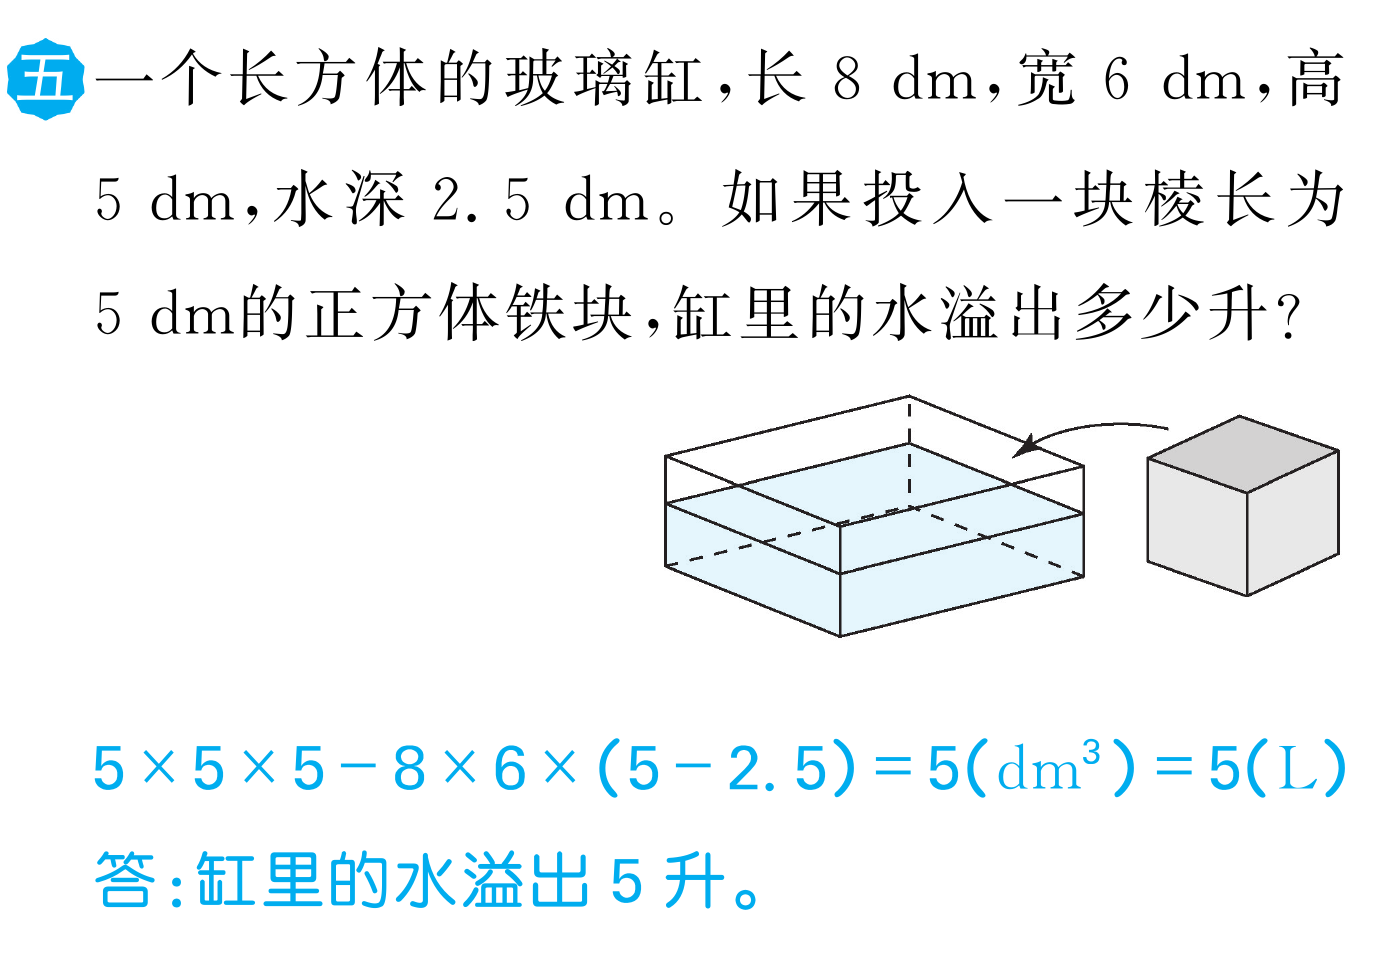 五 一个长方体的玻璃缸,长 8 dm,宽 6 dm,高
5 dm,水深 2.5 dm。如果投入一块棱长为
5 dm的正方体铁块,缸里的水溢出多少升?
5×5×5－8×6×(5－2.5)＝5(dm³)＝5(L)
答:缸里的水溢出 5 升。